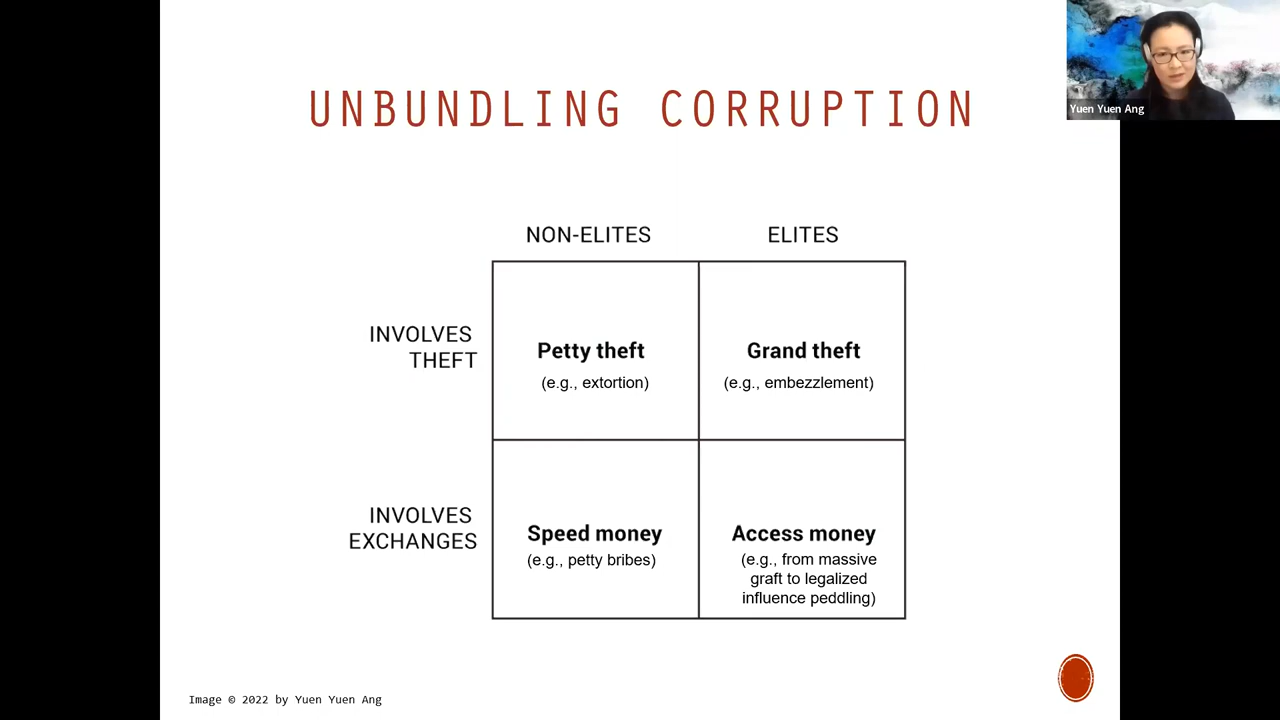 UNBUNDLING CORRUPTION
Yuen Yuen Ang
NON-ELITES
ELITES
INVOLVES
THEFT
Petty theft
(e.g., extortion)
Grand theft
(e.g., embezzlement)
INVOLVES
EXCHANGES
Speed money
(e.g., petty bribes)
Access money
(e.g., from massive
graft to legalized
influence peddling)
Image © 2022 by Yuen Yuen Ang